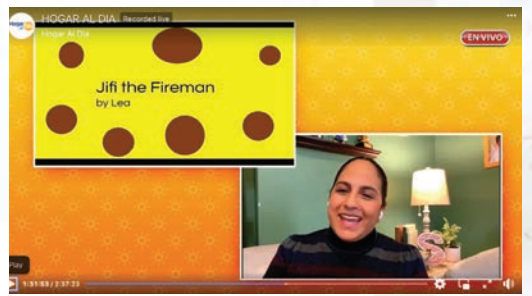 HOGAR AL DIA Recorded live
Hogar Al Dia
EN VIVO
Jifi the Fireman
by Lea
Play
1:51:53 / 2:37:23